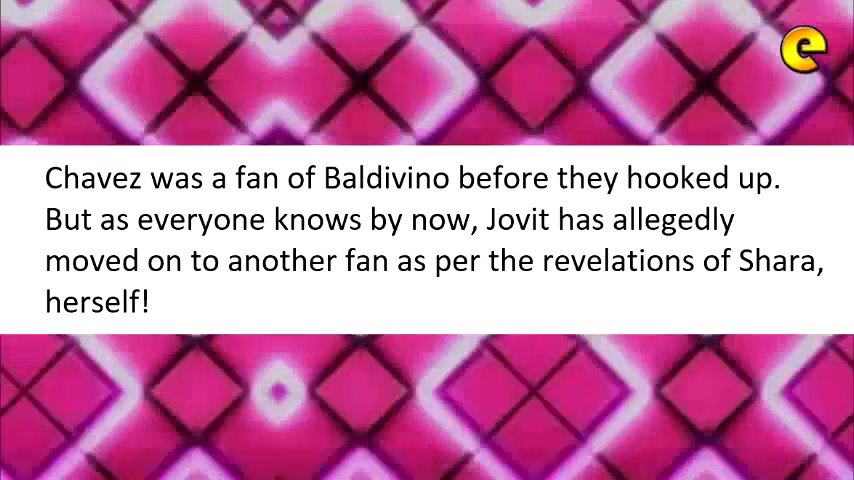 e
Chavez was a fan of Baldivino before they hooked up.
But as everyone knows by now, Jovit has allegedly
moved on to another fan as per the revelations of Shara,
herself!